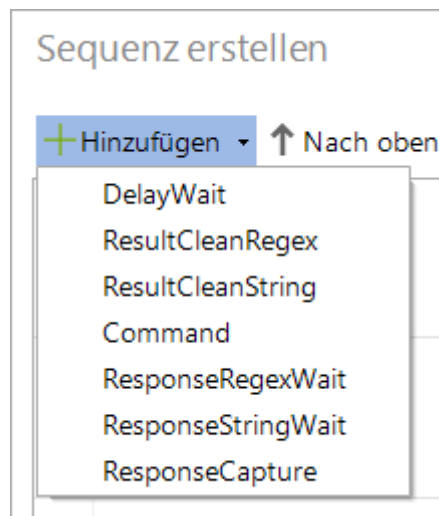 Sequenz erstellen
Hinzufügen Nach oben
DelayWait
ResultCleanRegex
ResultCleanString
Command
ResponseRegexWait
ResponseStringWait
ResponseCapture